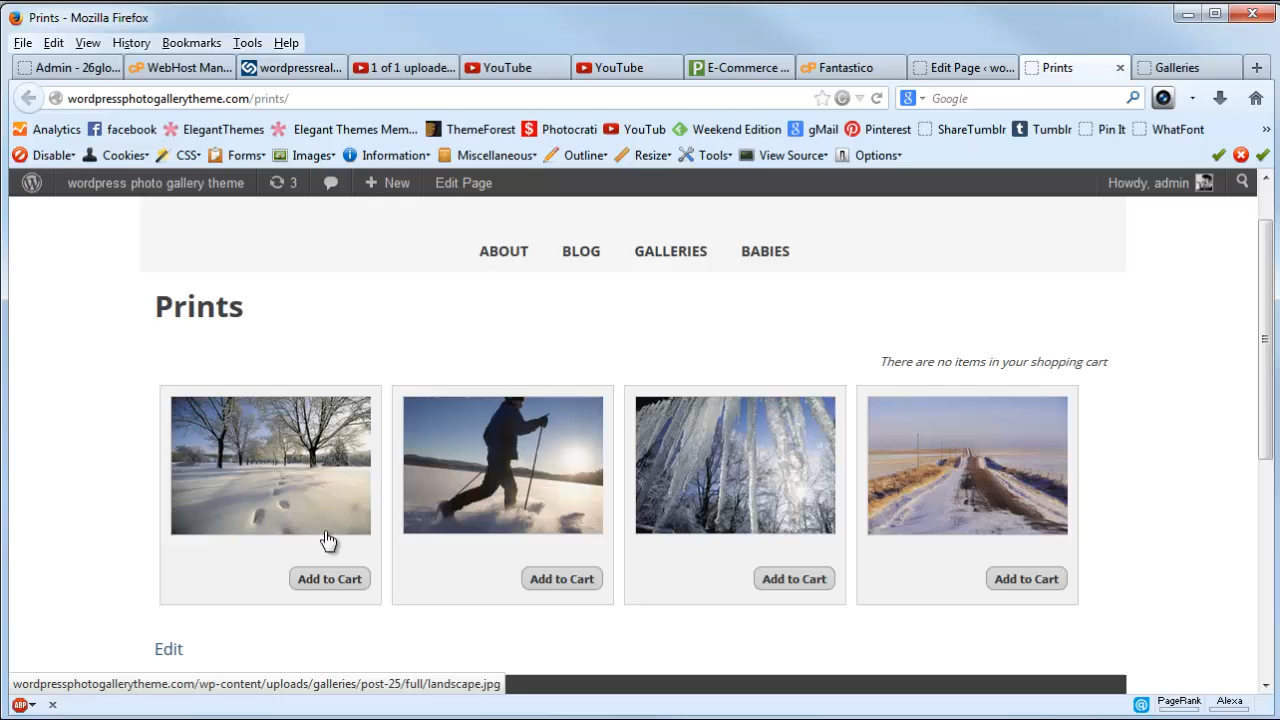 Prints - Mozilla Firefox
File Edit View History Bookmarks Tools Help
Admin - 26glo... WebHost Man... wordpressreal... 1 of 1 uploade... YouTube YouTube E-Commerce ... Fantastico Edit Page ‹ wo... Prints Galleries
wordpressphotogallerytheme.com/prints/ Google
Analytics facebook ElegantThemes Elegant Themes Mem... ThemeForest Photocrati YouTub Weekend Edition gMail Pinterest ShareTumblr Tumblr Pin It WhatFont
Disable Cookies CSS Forms Images Information Miscellaneous Outline Resize Tools View Source Options
wordpress photo gallery theme 3 New Edit Page Howdy, admin
ABOUT BLOG GALLERIES BABIES
Prints
There are no items in your shopping cart
Add to Cart Add to Cart Add to Cart Add to Cart
Edit
wordpressphotogallerytheme.com/wp-content/uploads/galleries/post-25/full/landscape.jpg
ABP PageRank Alexa